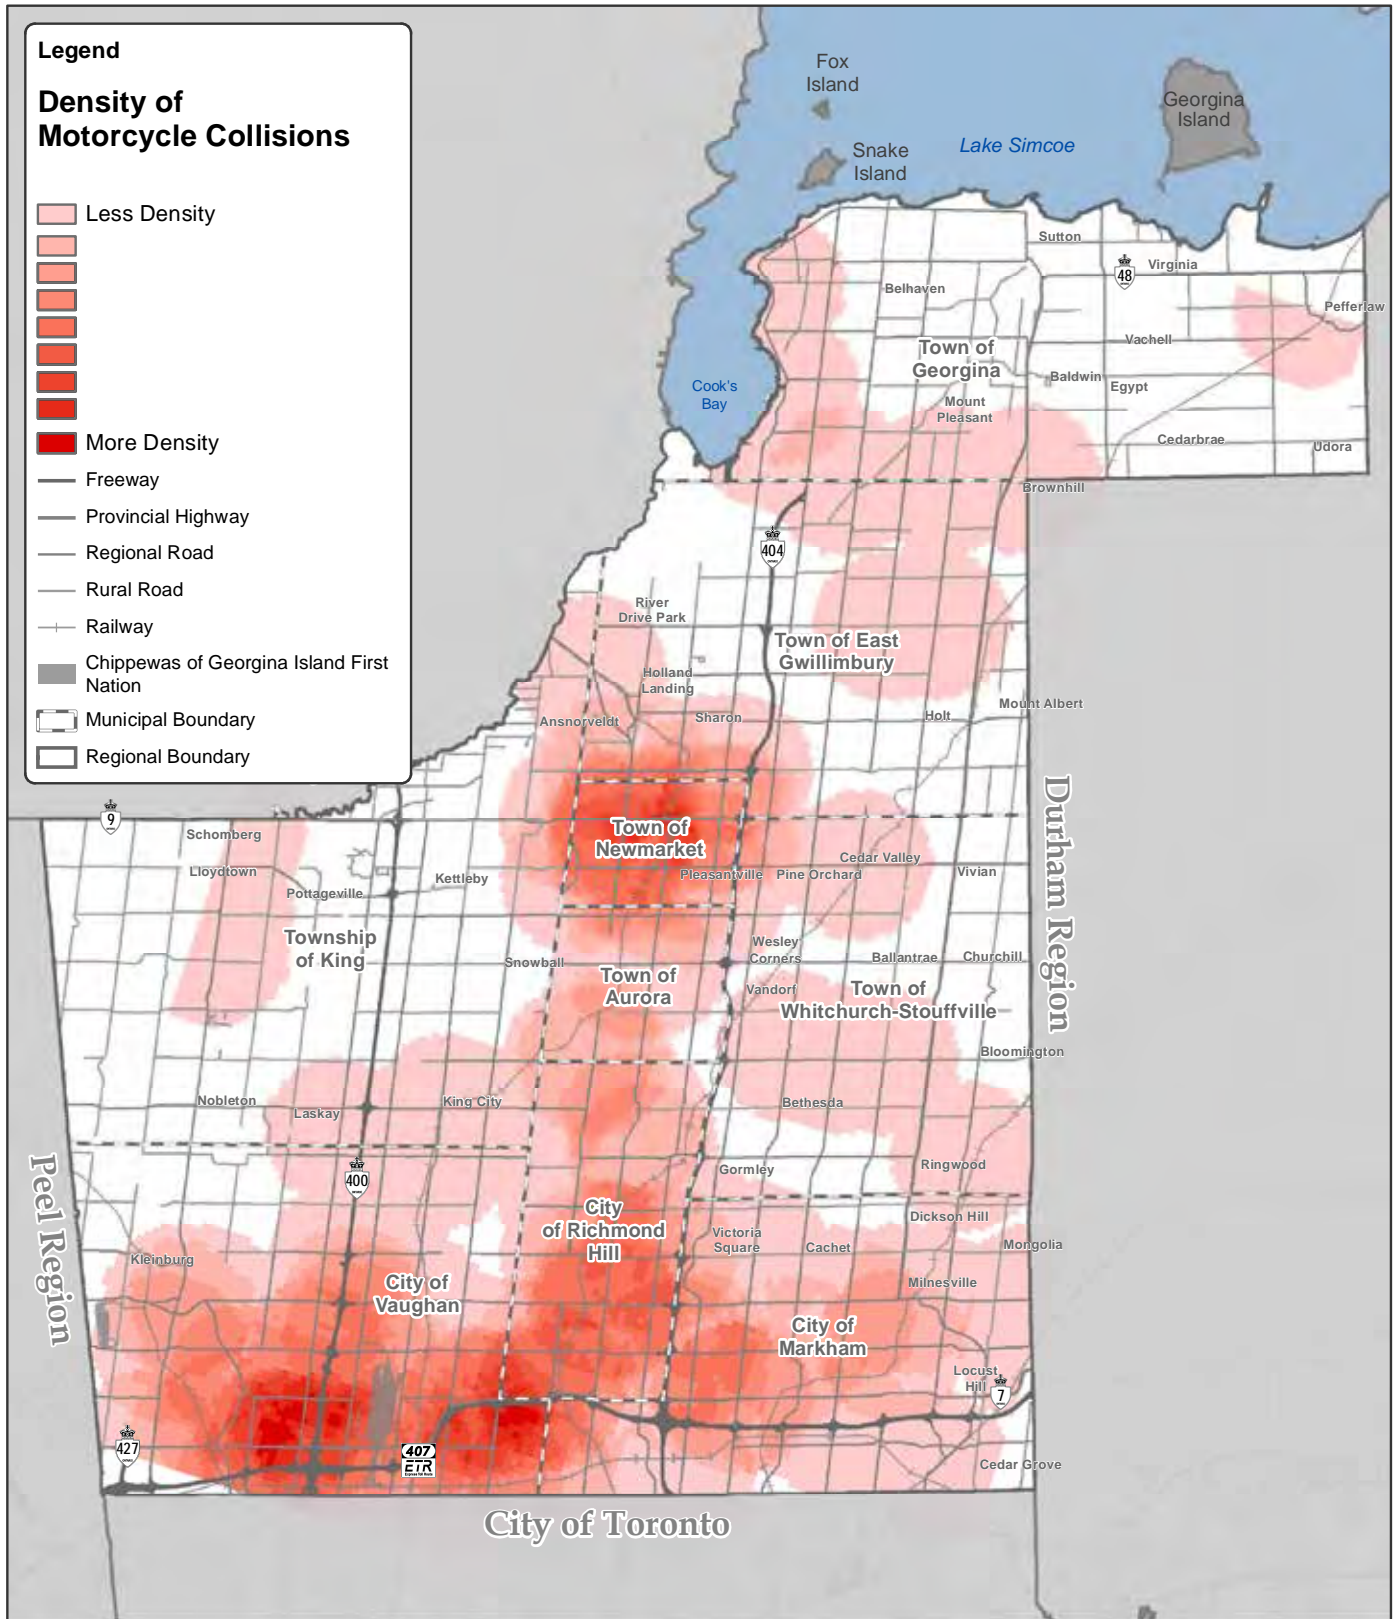 Legend
Density of
Motorcycle Collisions
Less Density
More Density
Freeway
Provincial Highway
Regional Road
Rural Road
Railway
Chippewas of Georgina Island First
Nation
Municipal Boundary
Regional Boundary
Fox
Island
Georgina
Island
Snake
Island
Lake Simcoe
Sutton
Virginia
48
Belhaven
Pefferlaw
Vachell
Town of
Georgina
Cook's
Bay
Baldwin
Egypt
Mount
Pleasant
Cedarbrae
Udora
Brownhill
404
River
Drive Park
Town of East
Gwillimbury
Holland
Landing
Mount Albert
Ansnorveldt
Sharon
Holt
Durham Region
9
Schomberg
Town of
Newmarket
Lloydtown
Pottageville
Kettleby
Pleasantville
Pine Orchard
Cedar Valley
Vivian
Township
of King
Snowball
Wesley
Corners
Ballantrae
Churchill
Town of
Aurora
Vandorf
Town of
Whitchurch-Stouffville
Bloomington
Nobleton
Laskay
King City
Bethesda
Peel Region
400
Gormley
Ringwood
City
of Richmond
Hill
Dickson Hill
Victoria
Square
Cachet
Mongolia
Kleinburg
City of
Vaughan
Milnesville
City of
Markham
Locust
Hill
7
427
407
ETR
Cedar Grove
City of Toronto